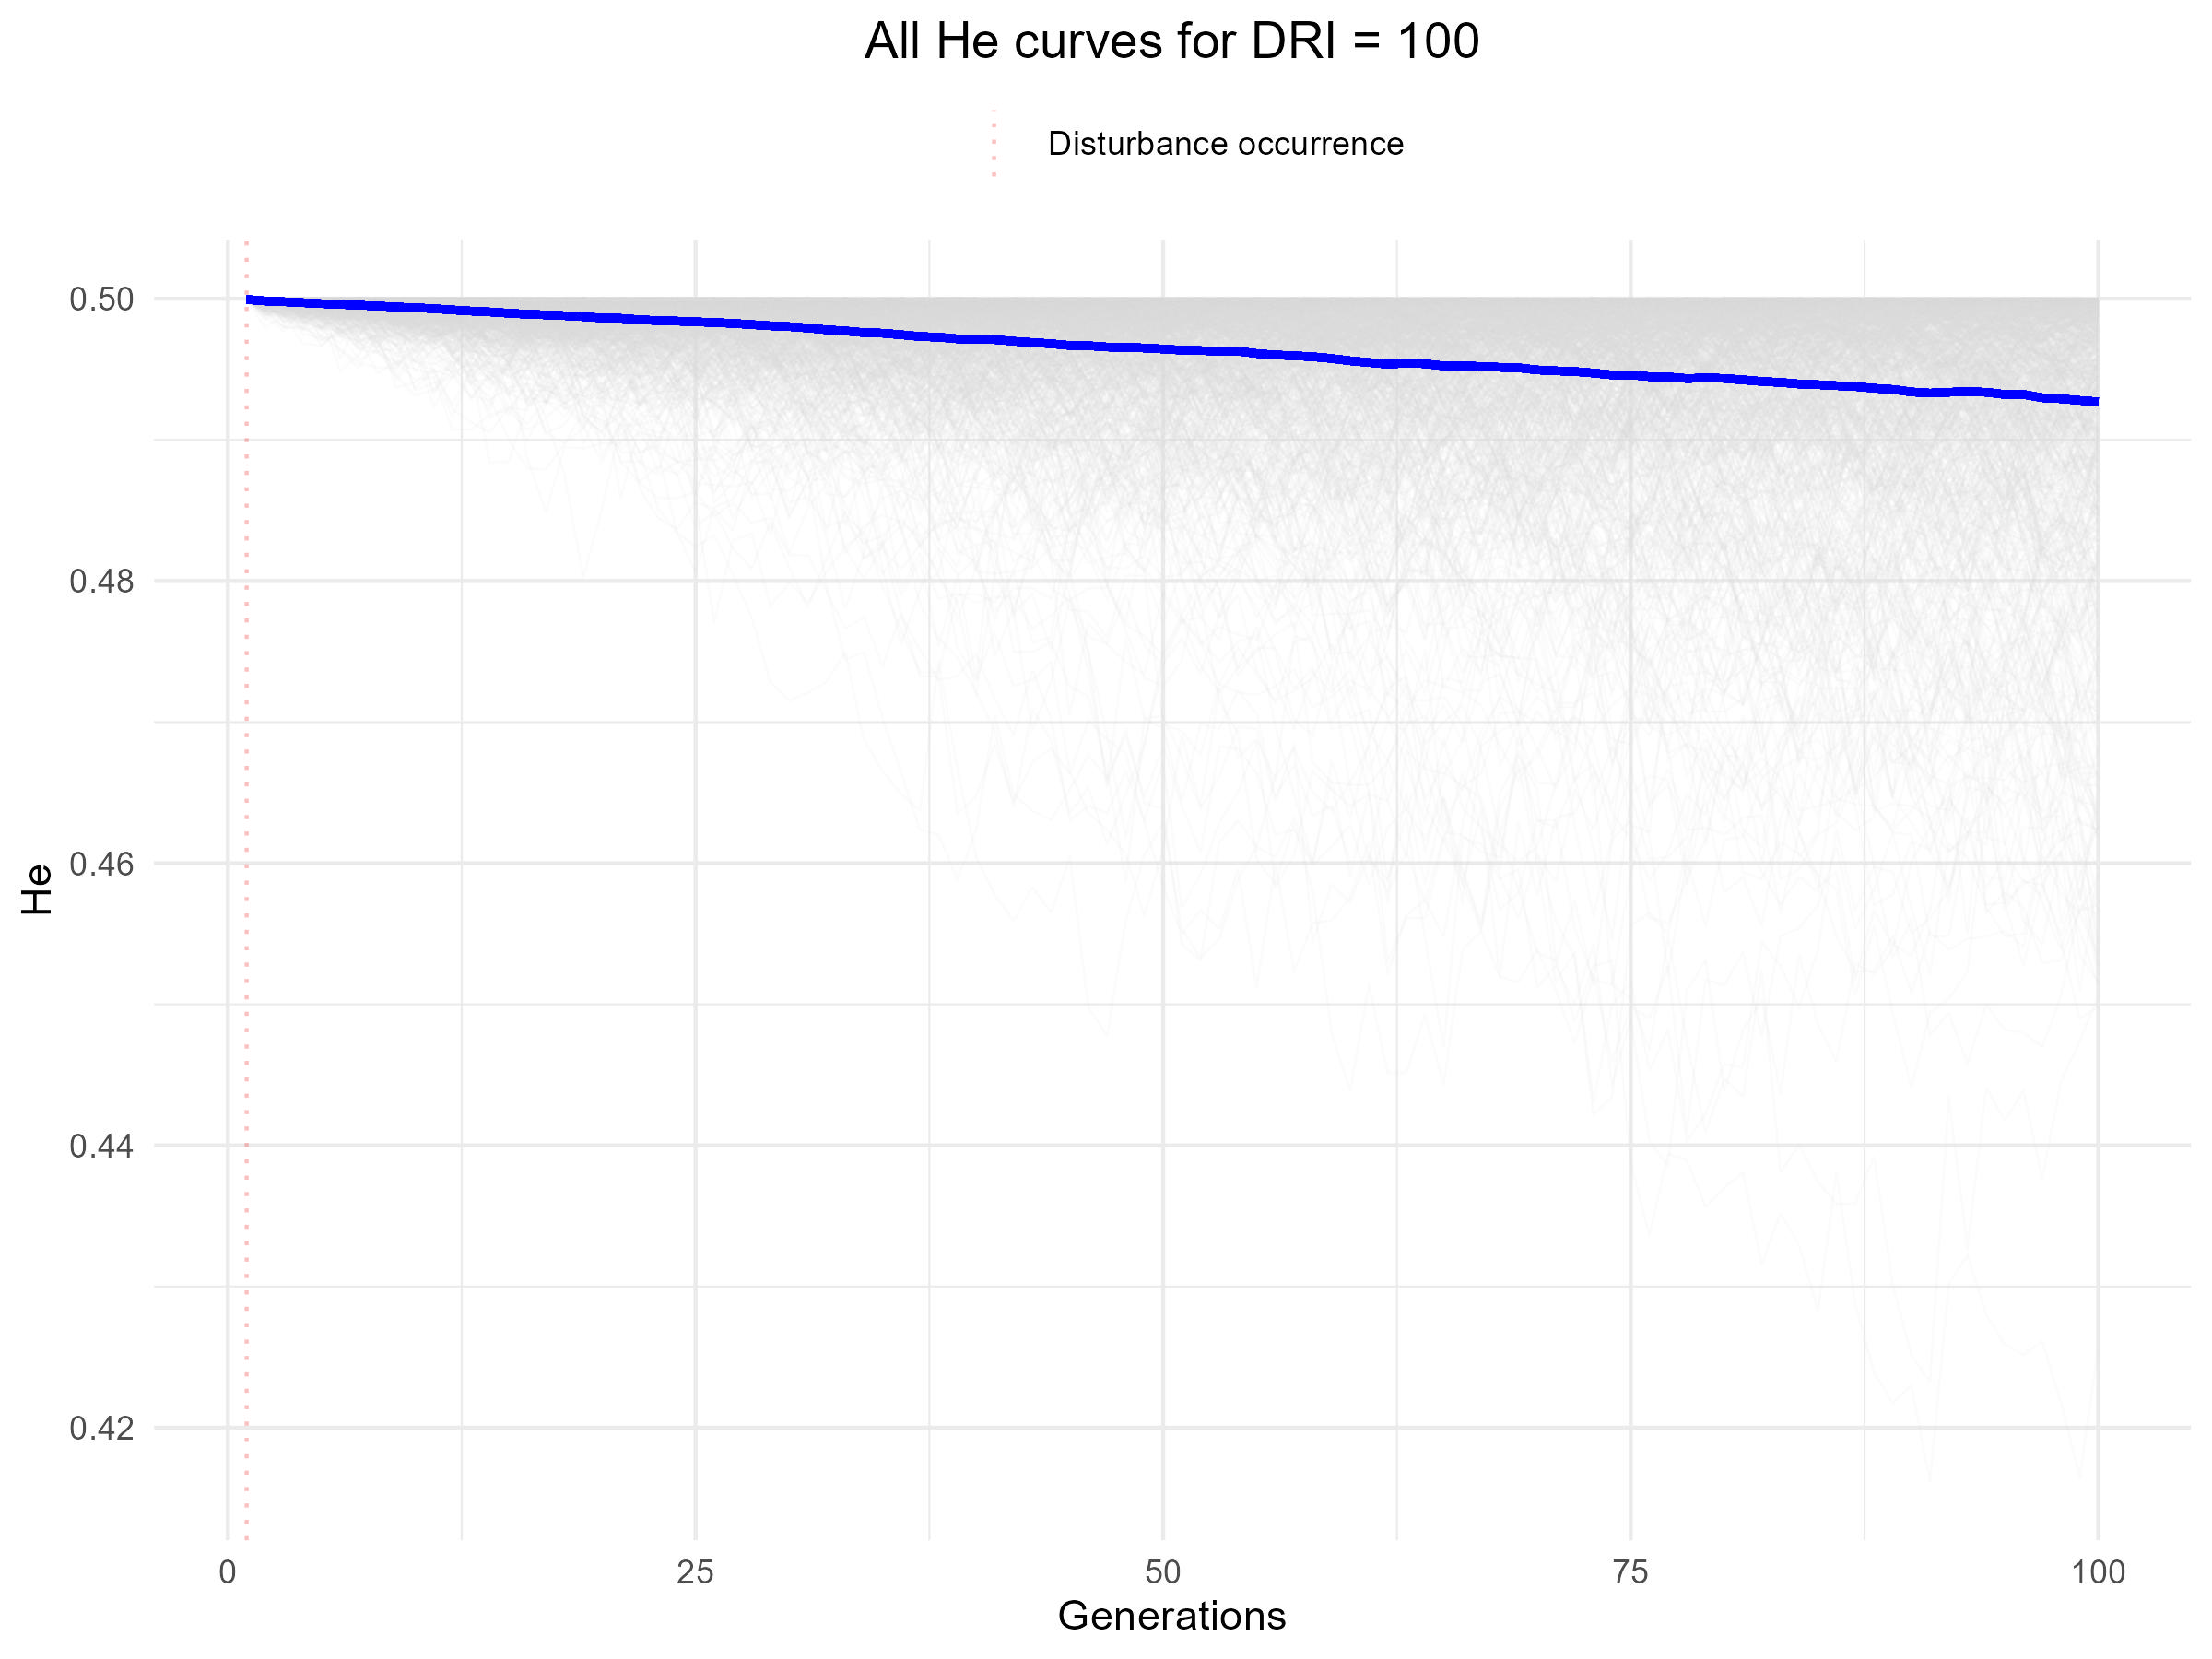 All He curves for DRI = 100
Disturbance occurrence
0.50
0.48
0.46
0.44
0.42
He
0 25 50 75 100
Generations